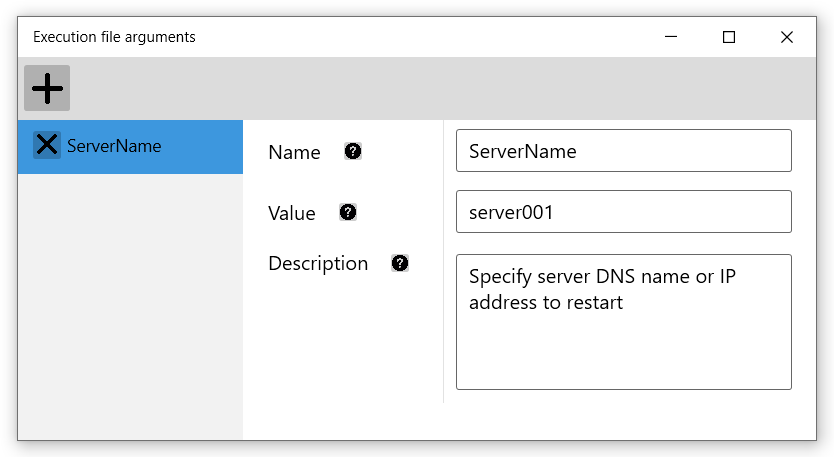 Execution file arguments
ServerName
Name
ServerName
Value
server001
Description
Specify server DNS name or IP
address to restart